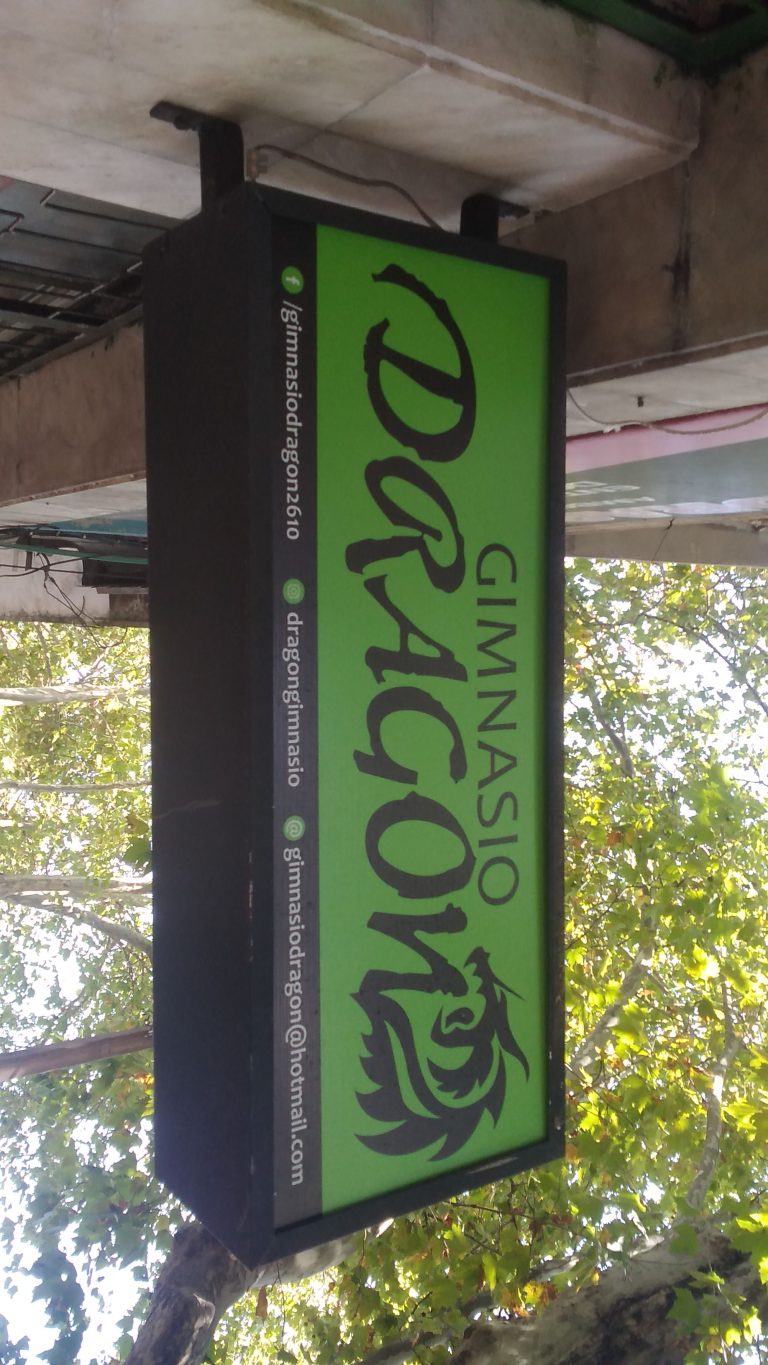 GIMNASIO
DRAGON
/gimnasiodragon2610 dragongimnasio @ gimnasiodragon@hotmail.com